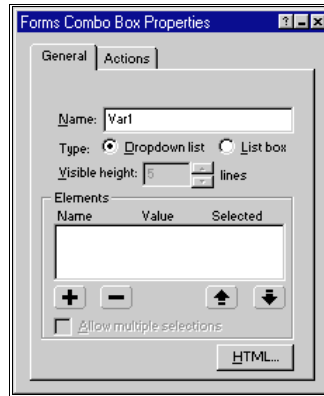 Forms Combo Box Properties
General Actions
Name: Var1
Type: Dropdown list List box
Visible height: 5 lines
Elements
Name Value Selected
Allow multiple selections
HTML...